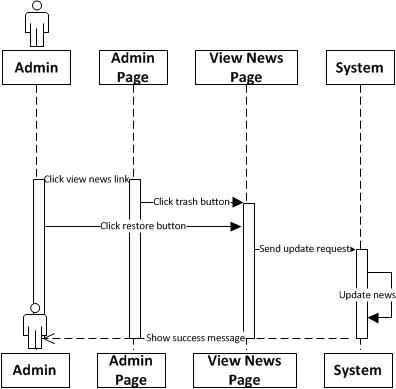 Admin
Admin
Page
View News
Page
System
Click view news link
Click trash button
Click restore button
Send update request
Update news
Show success message
Admin
Admin
Page
View News
Page
System